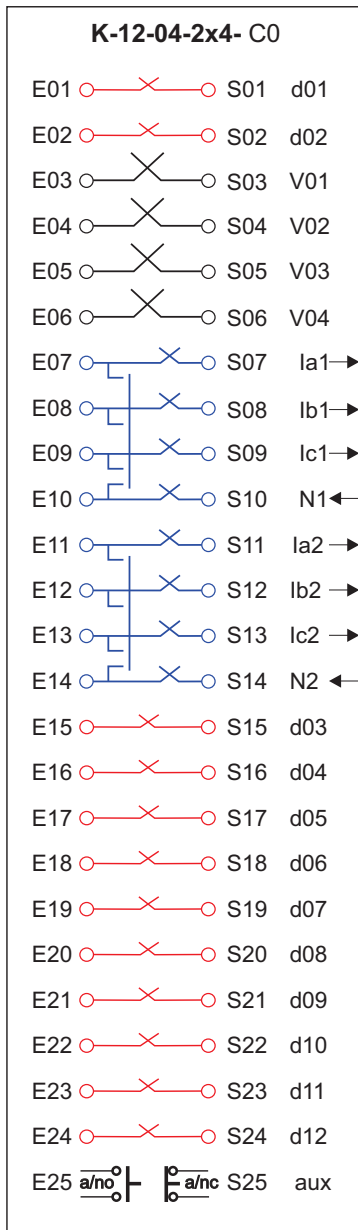 K-12-04-2x4- C0
E01 S01 d01
E02 S02 d02
E03 S03 V01
E04 S04 V02
E05 S05 V03
E06 S06 V04
E07 S07 Ia1
E08 S08 Ib1
E09 S09 Ic1
E10 S10 N1
E11 S11 Ia2
E12 S12 Ib2
E13 S13 Ic2
E14 S14 N2
E15 S15 d03
E16 S16 d04
E17 S17 d05
E18 S18 d06
E19 S19 d07
E20 S20 d08
E21 S21 d09
E22 S22 d10
E23 S23 d11
E24 S24 d12
E25 a/no a/nc S25 aux